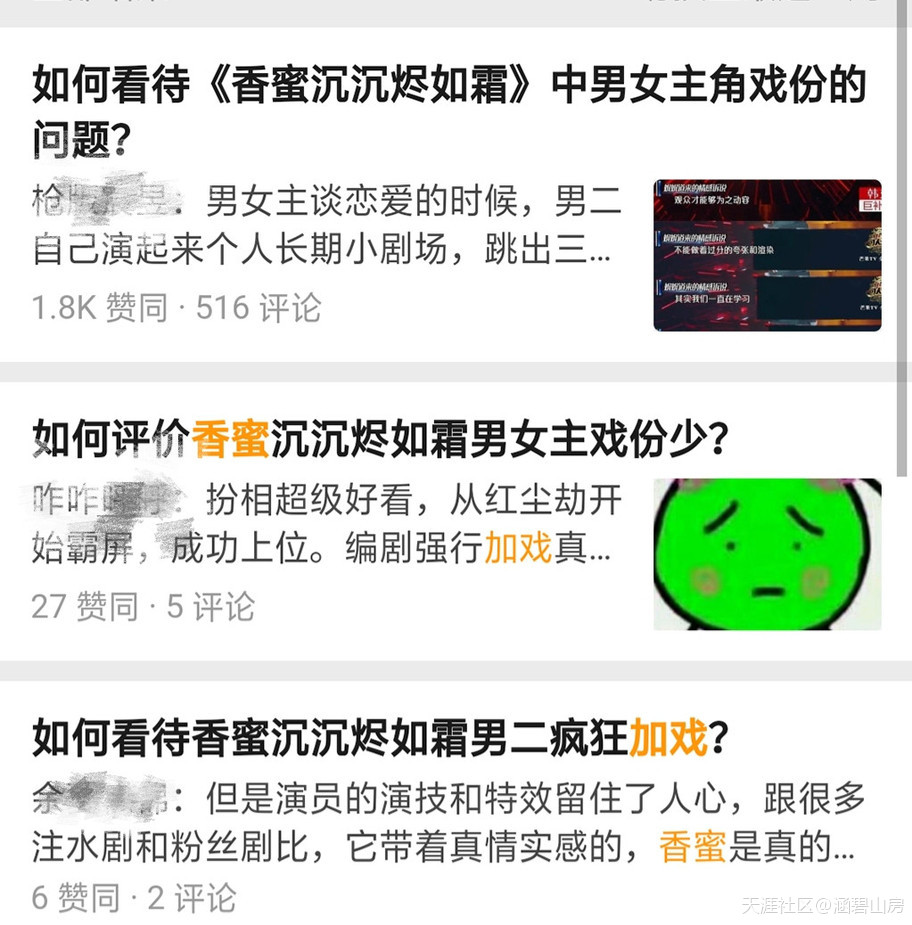 如何看待《香蜜沉沉烬如霜》中男女主角戏份的
问题？
枪 ：男女主谈恋爱的时候，男二
自己演起来个人长期小剧场，跳出三...
观众才能够为之动容
不能做着过分的夸张和渲染
其实我们一直在学习
1.8K 赞同 · 516 评论
如何评价香蜜沉沉烬如霜男女主戏份少？
咋咋 ：扮相超级好看，从红尘劫开
始霸屏，成功上位。编剧强行加戏真...
27 赞同 · 5 评论
如何看待香蜜沉沉烬如霜男二疯狂加戏？
余 ：但是演员的演技和特效留住了人心，跟很多
注水剧和粉丝剧比，它带着真情实感的，香蜜是真的...
6 赞同 · 2 评论
天涯社区@涵碧山房